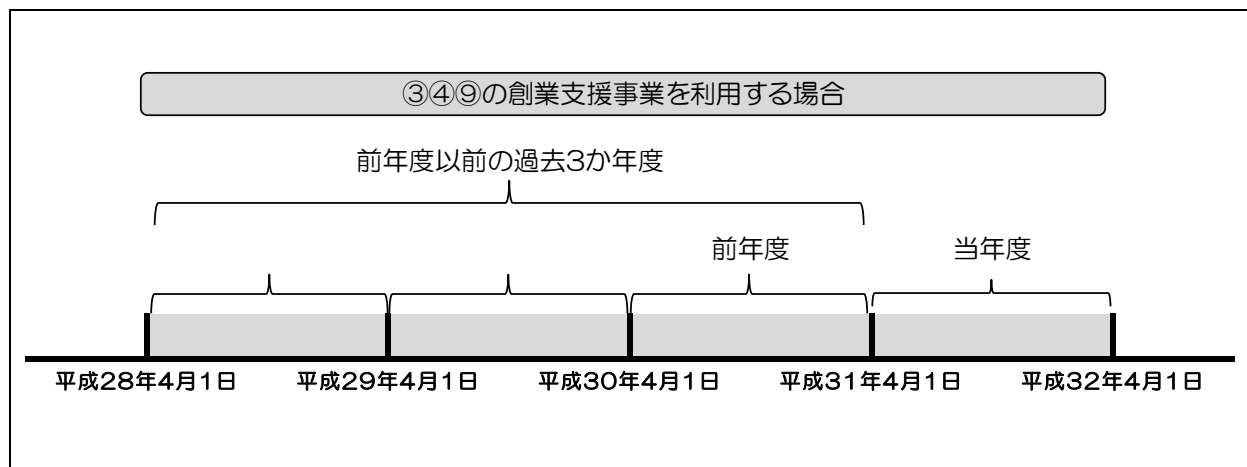 ③④⑨の創業支援事業を利用する場合
前年度以前の過去3か年度
前年度
当年度
平成28年4月1日
平成29年4月1日
平成30年4月1日
平成31年4月1日
平成32年4月1日